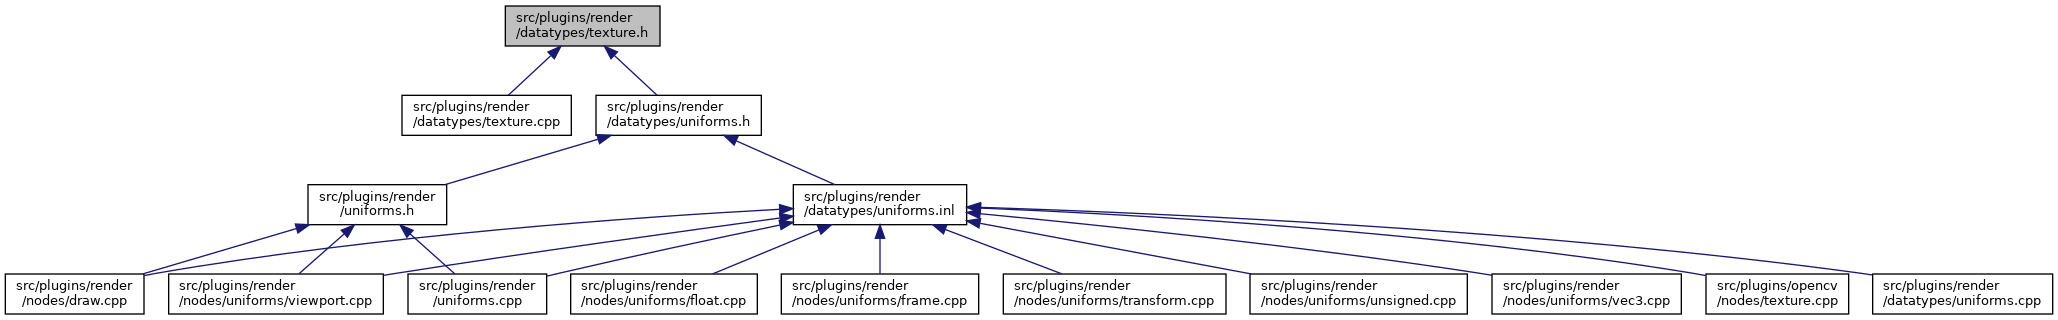 src/plugins/render
/datatypes/texture.h
src/plugins/render
/datatypes/texture.cpp
src/plugins/render
/datatypes/uniforms.h
src/plugins/render
/uniforms.h
src/plugins/render
/datatypes/uniforms.inl
src/plugins/render
/nodes/draw.cpp
src/plugins/render
/nodes/uniforms/viewport.cpp
src/plugins/render
/uniforms.cpp
src/plugins/render
/nodes/uniforms/float.cpp
src/plugins/render
/nodes/uniforms/frame.cpp
src/plugins/render
/nodes/uniforms/transform.cpp
src/plugins/render
/nodes/uniforms/unsigned.cpp
src/plugins/render
/nodes/uniforms/vec3.cpp
src/plugins/opencv
/nodes/texture.cpp
src/plugins/render
/datatypes/uniforms.cpp